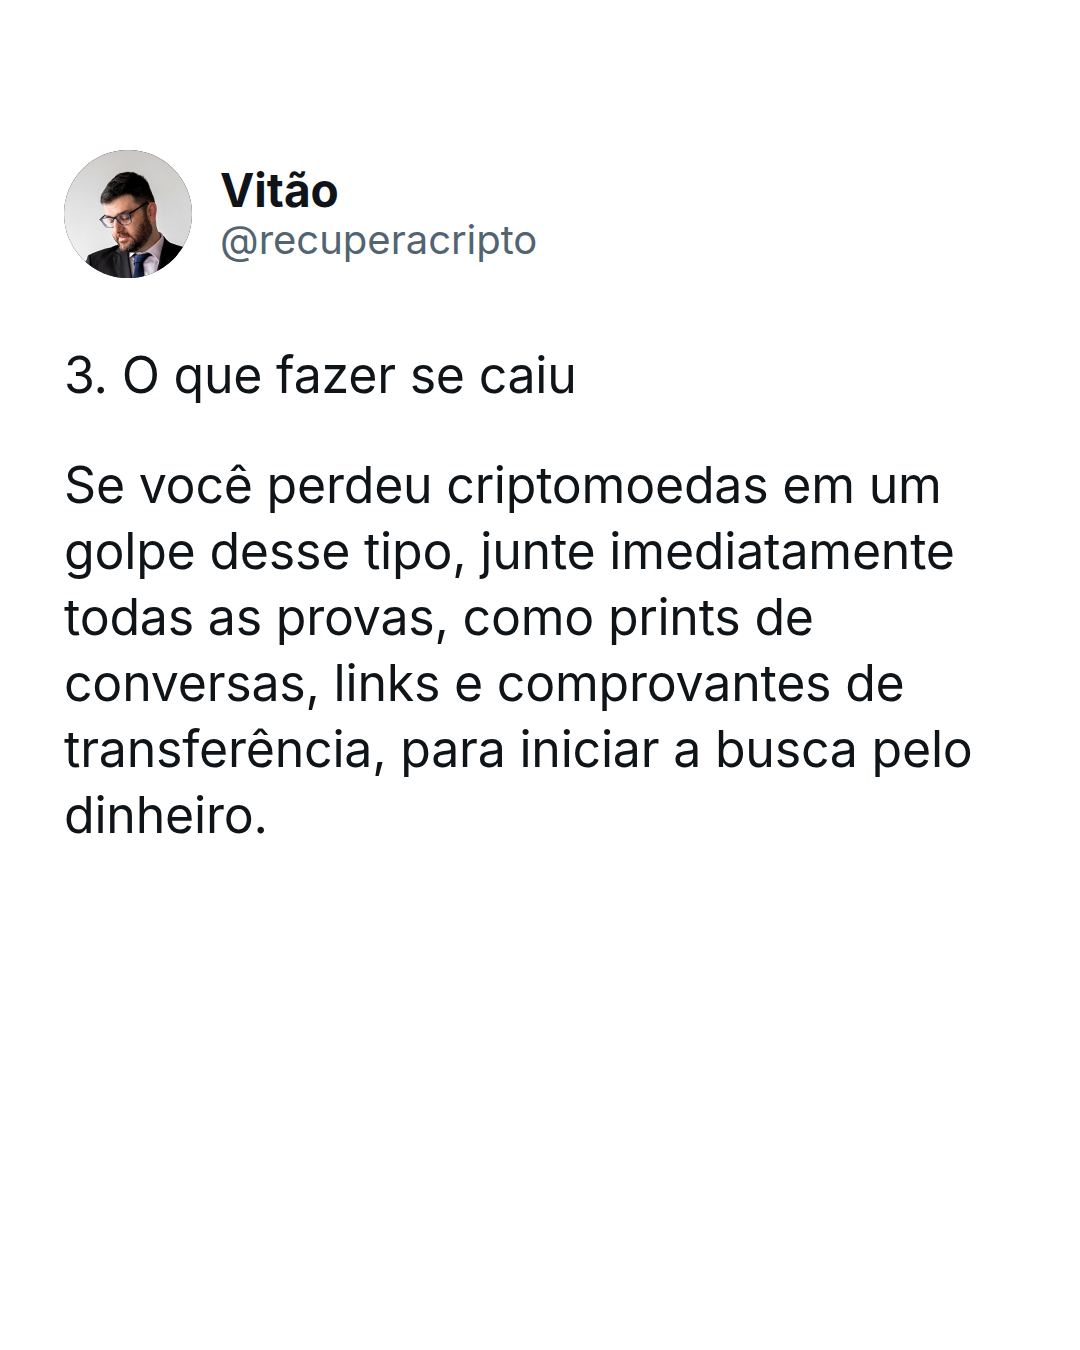 Vitão
@recuperacripto
3. O que fazer se caiu
Se você perdeu criptomoedas em um
golpe desse tipo, junte imediatamente
todas as provas, como prints de
conversas, links e comprovantes de
transferência, para iniciar a busca pelo
dinheiro.